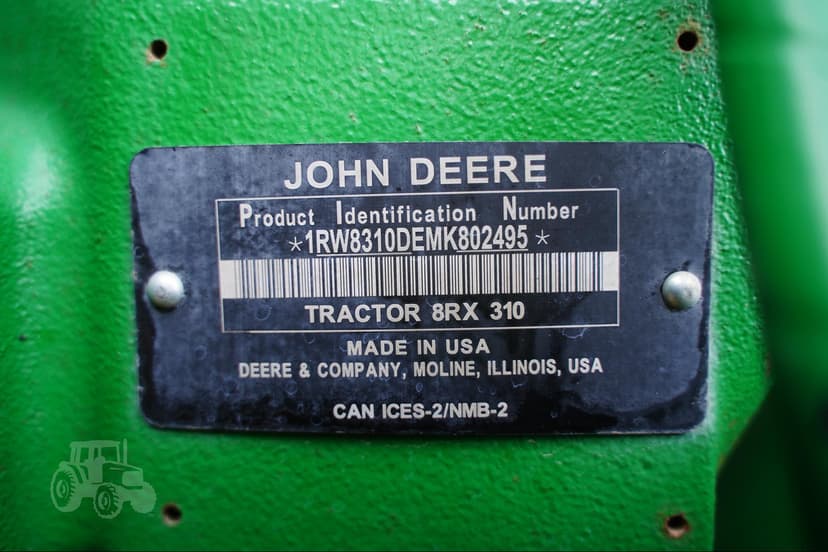 JOHN DEERE
Product Identification Number
*1RW8310DEMK802495*
TRACTOR 8RX 310
MADE IN USA
DEERE & COMPANY, MOLINE, ILLINOIS, USA
CAN ICES-2/NMB-2